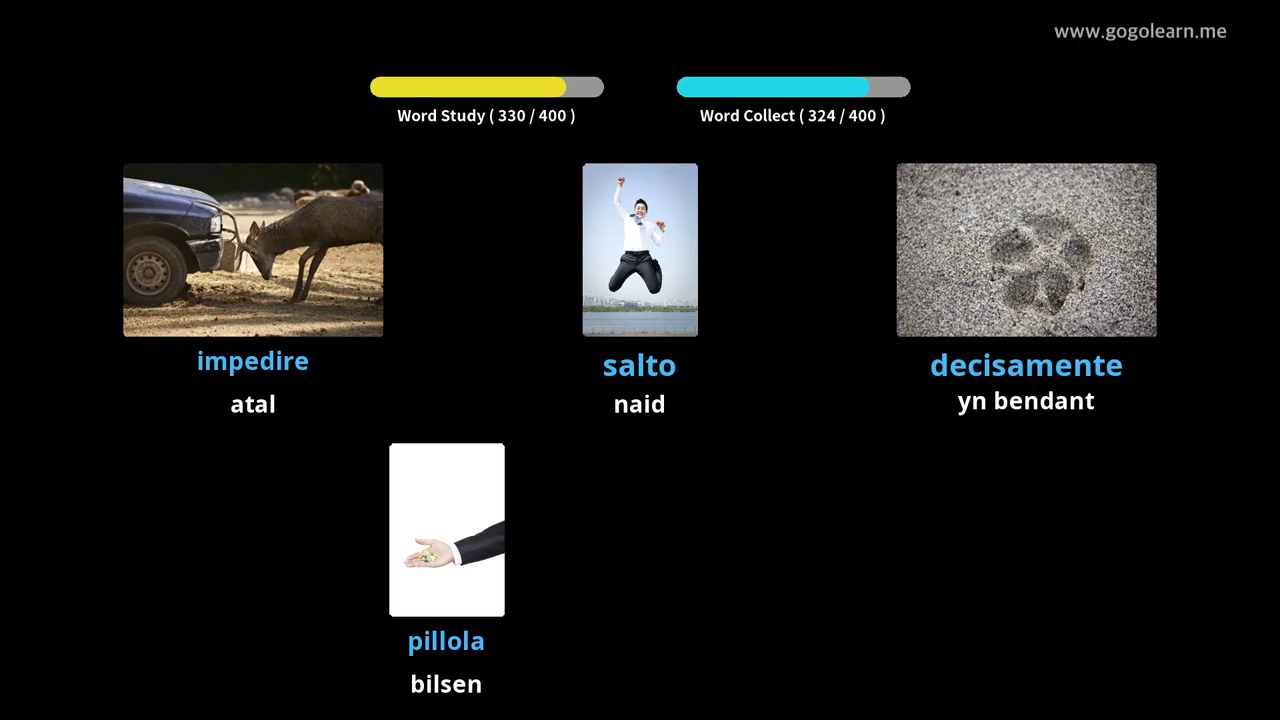 www.gogolearn.me
Word Study ( 330 / 400 )
Word Collect ( 324 / 400 )
impedire
atal
salto
naid
decisamente
yn bendant
pillola
bilsen